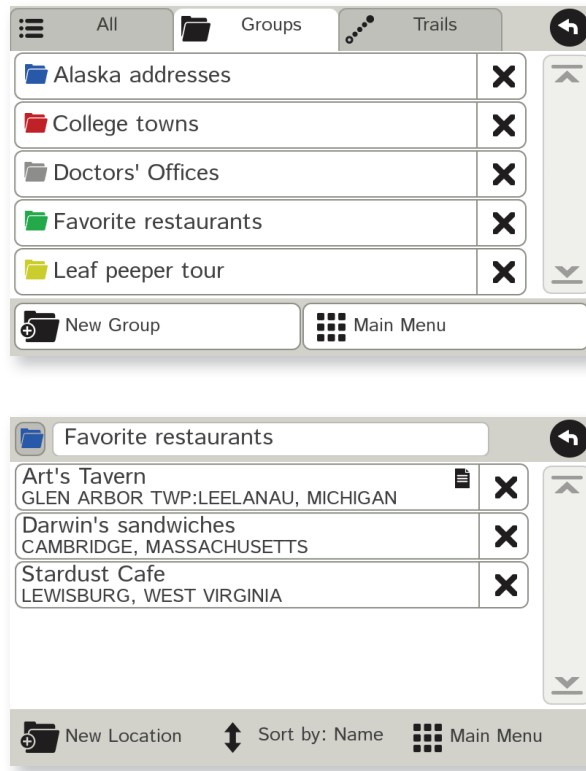 All Groups Trails
Alaska addresses
College towns
Doctors' Offices
Favorite restaurants
Leaf peeper tour
New Group Main Menu
Favorite restaurants
Art's Tavern
GLEN ARBOR TWP:LEELANAU, MICHIGAN
Darwin's sandwiches
CAMBRIDGE, MASSACHUSETTS
Stardust Cafe
LEWISBURG, WEST VIRGINIA
New Location Sort by: Name Main Menu